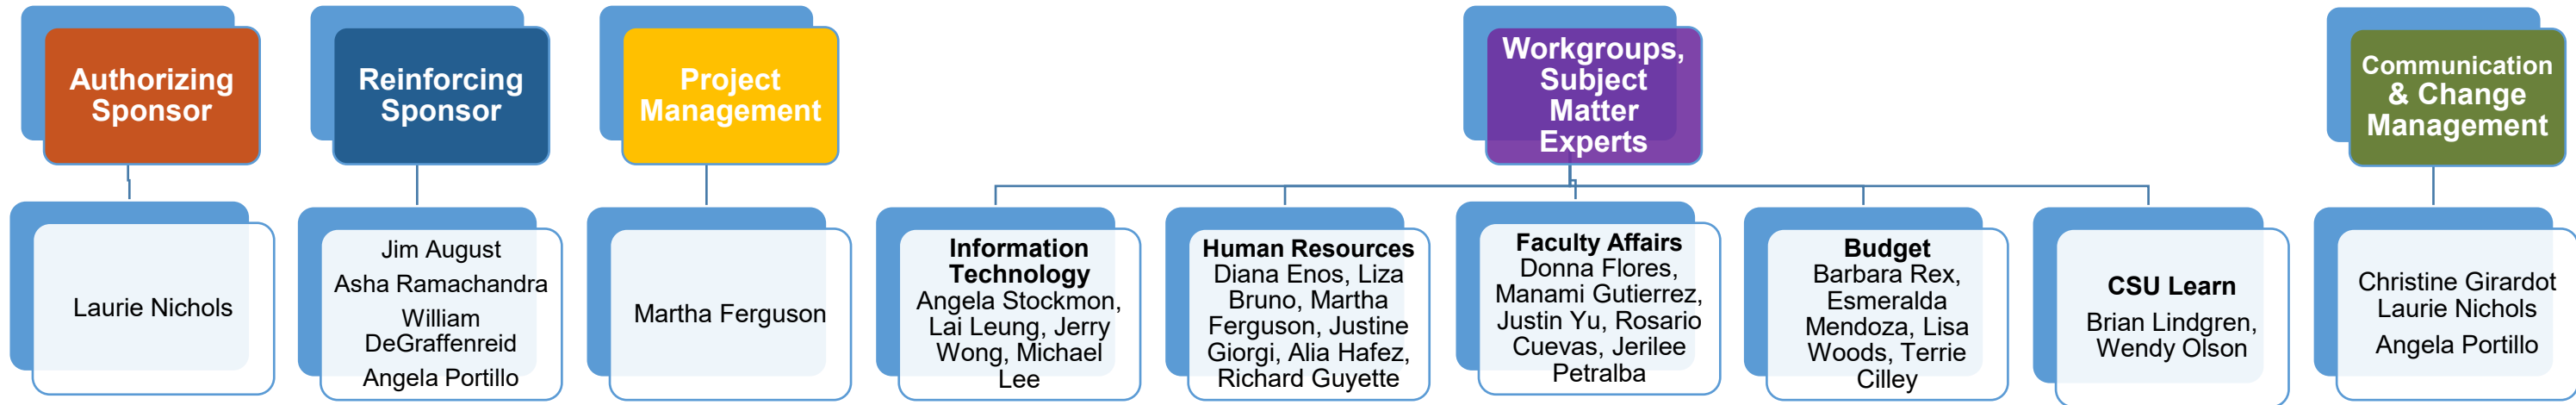 Authorizing
Sponsor
Reinforcing
Sponsor
Project
Management
Workgroups,
Subject
Matter
Experts
Communication
& Change
Management
Laurie Nichols
Jim August
Asha Ramachandra
William
DeGraffenreid
Angela Portillo
Martha Ferguson
Information
Technology
Angela Stockmon,
Lai Leung, Jerry
Wong, Michael
Lee
Human Resources
Diana Enos, Liza
Bruno, Martha
Ferguson, Justine
Giorgi, Alia Hafez,
Richard Guyette
Faculty Affairs
Donna Flores,
Manami Gutierrez,
Justin Yu, Rosario
Cuevas, Jerilee
Petralba
Budget
Barbara Rex,
Esmeralda
Mendoza, Lisa
Woods, Terrie
Cilley
CSU Learn
Brian Lindgren,
Wendy Olson
Christine Girardot
Laurie Nichols
Angela Portillo